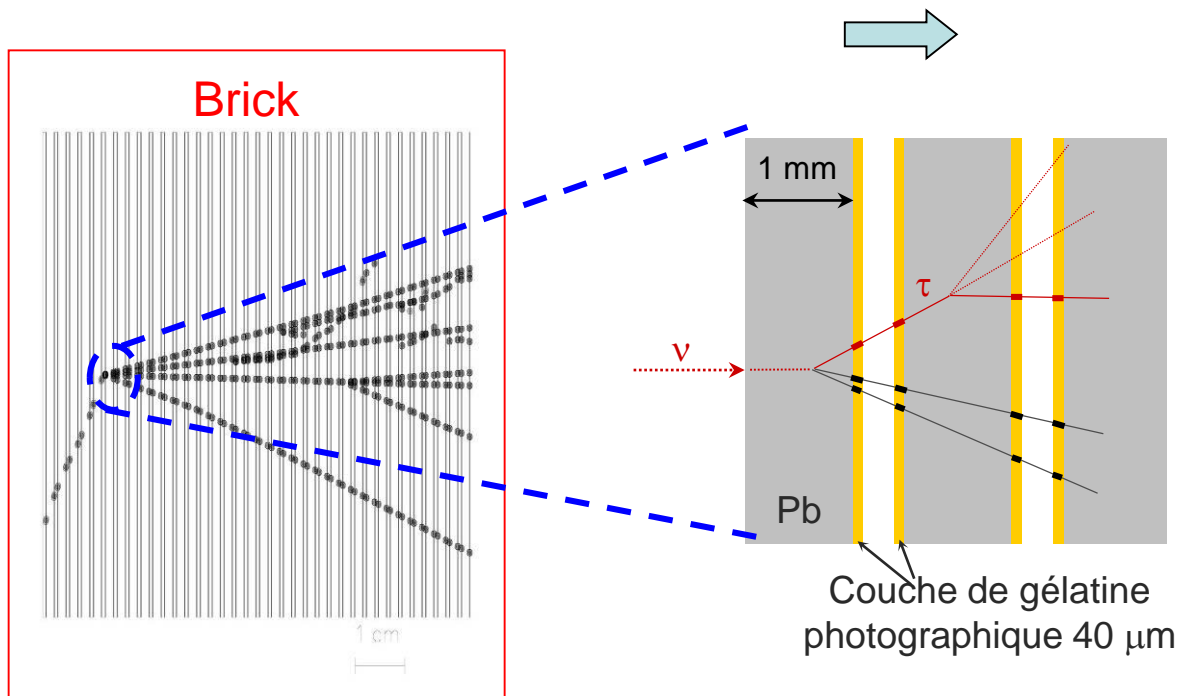 Brick
1 cm
1 mm
τ
ν
Pb
Couche de gélatine
photographique 40 μm